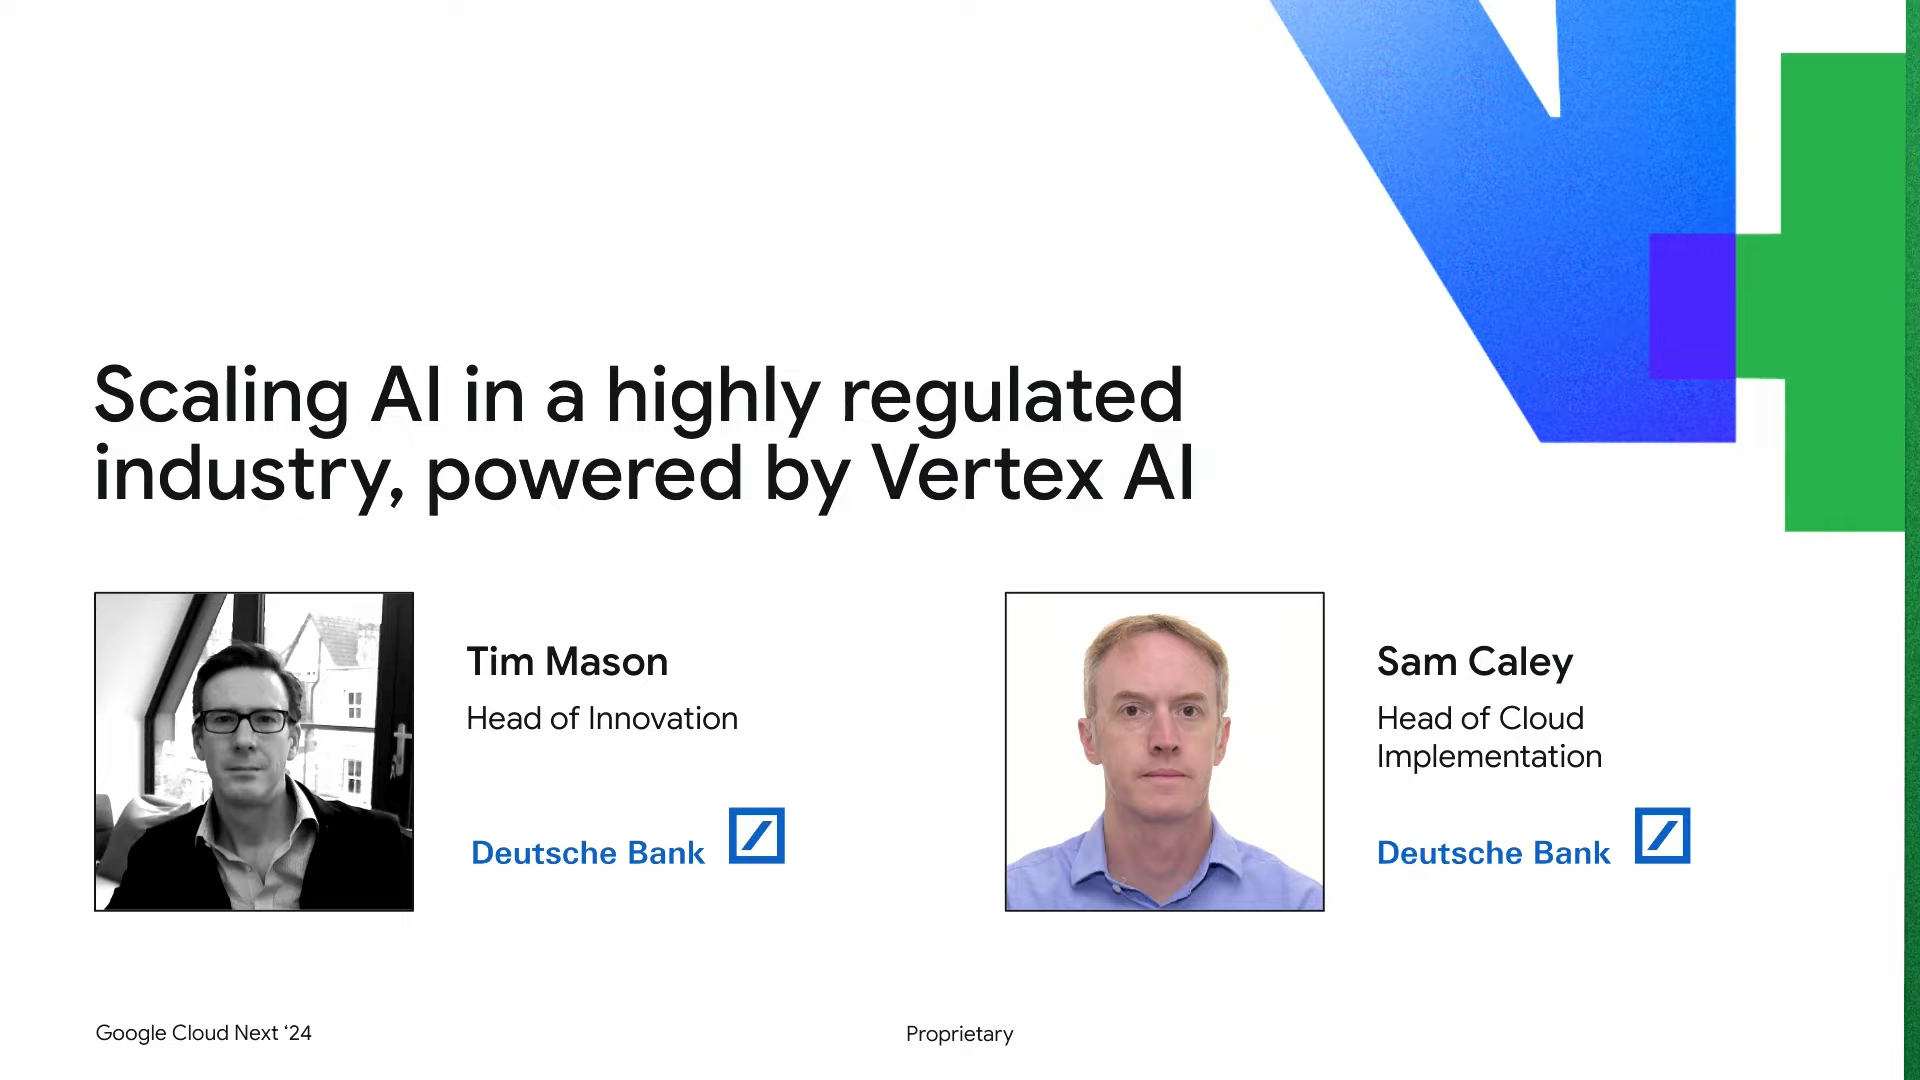 Scaling AI in a highly regulated
industry, powered by Vertex AI
Tim Mason
Head of Innovation
Deutsche Bank
Sam Caley
Head of Cloud
Implementation
Deutsche Bank
Google Cloud Next ‘24
Proprietary